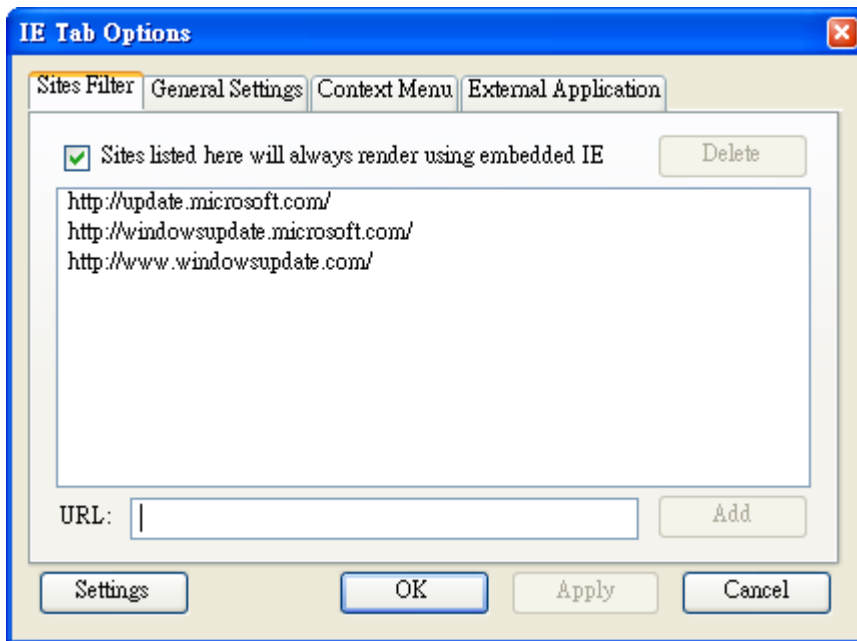 IE Tab Options
Sites Filter General Settings Context Menu External Application
Sites listed here will always render using embedded IE Delete
http://update.microsoft.com/
http://windowsupdate.microsoft.com/
http://www.windowsupdate.com/
URL: Add
Settings OK Apply Cancel